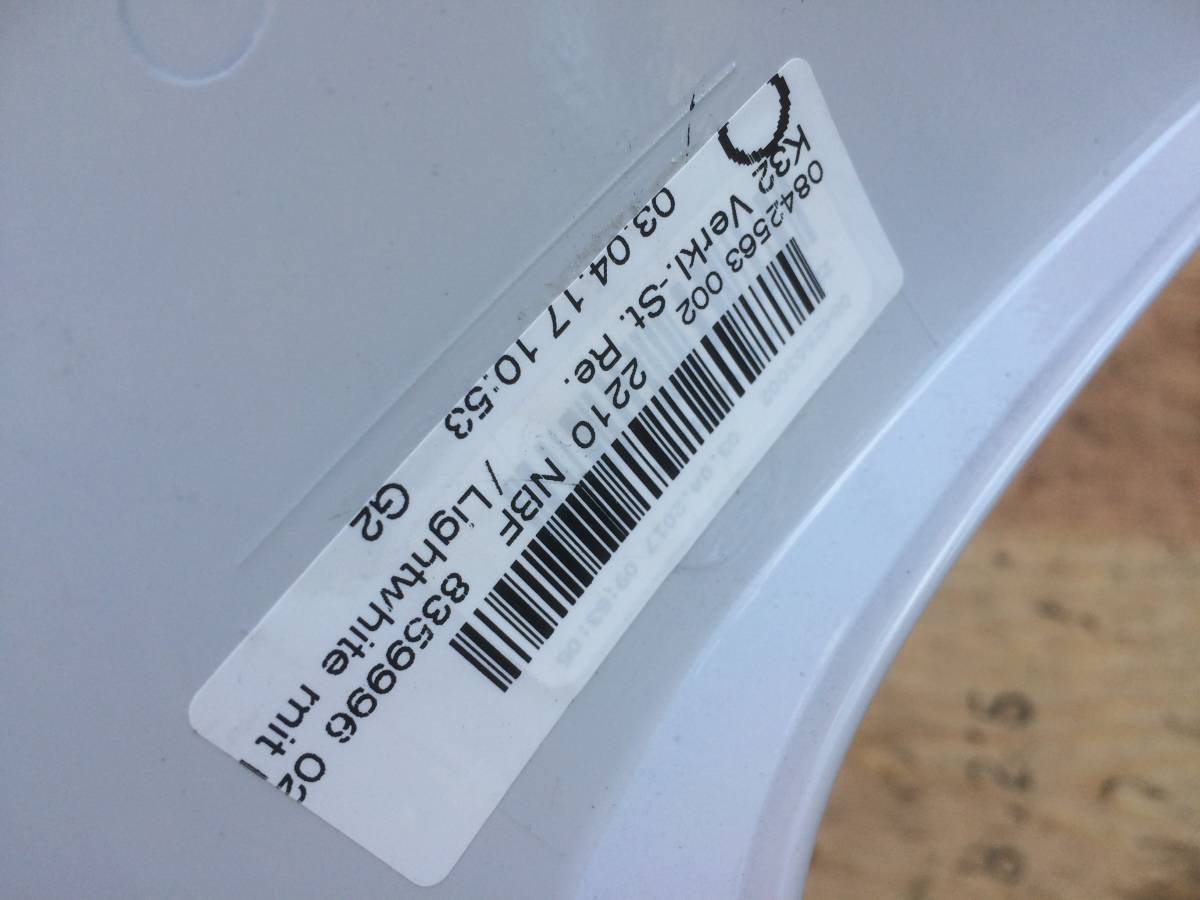 0842563 002 2210 NBF 8359996 02
K32 Verkl.-St. Re. / Lightwhite mit
03.04.17 10:53 G2